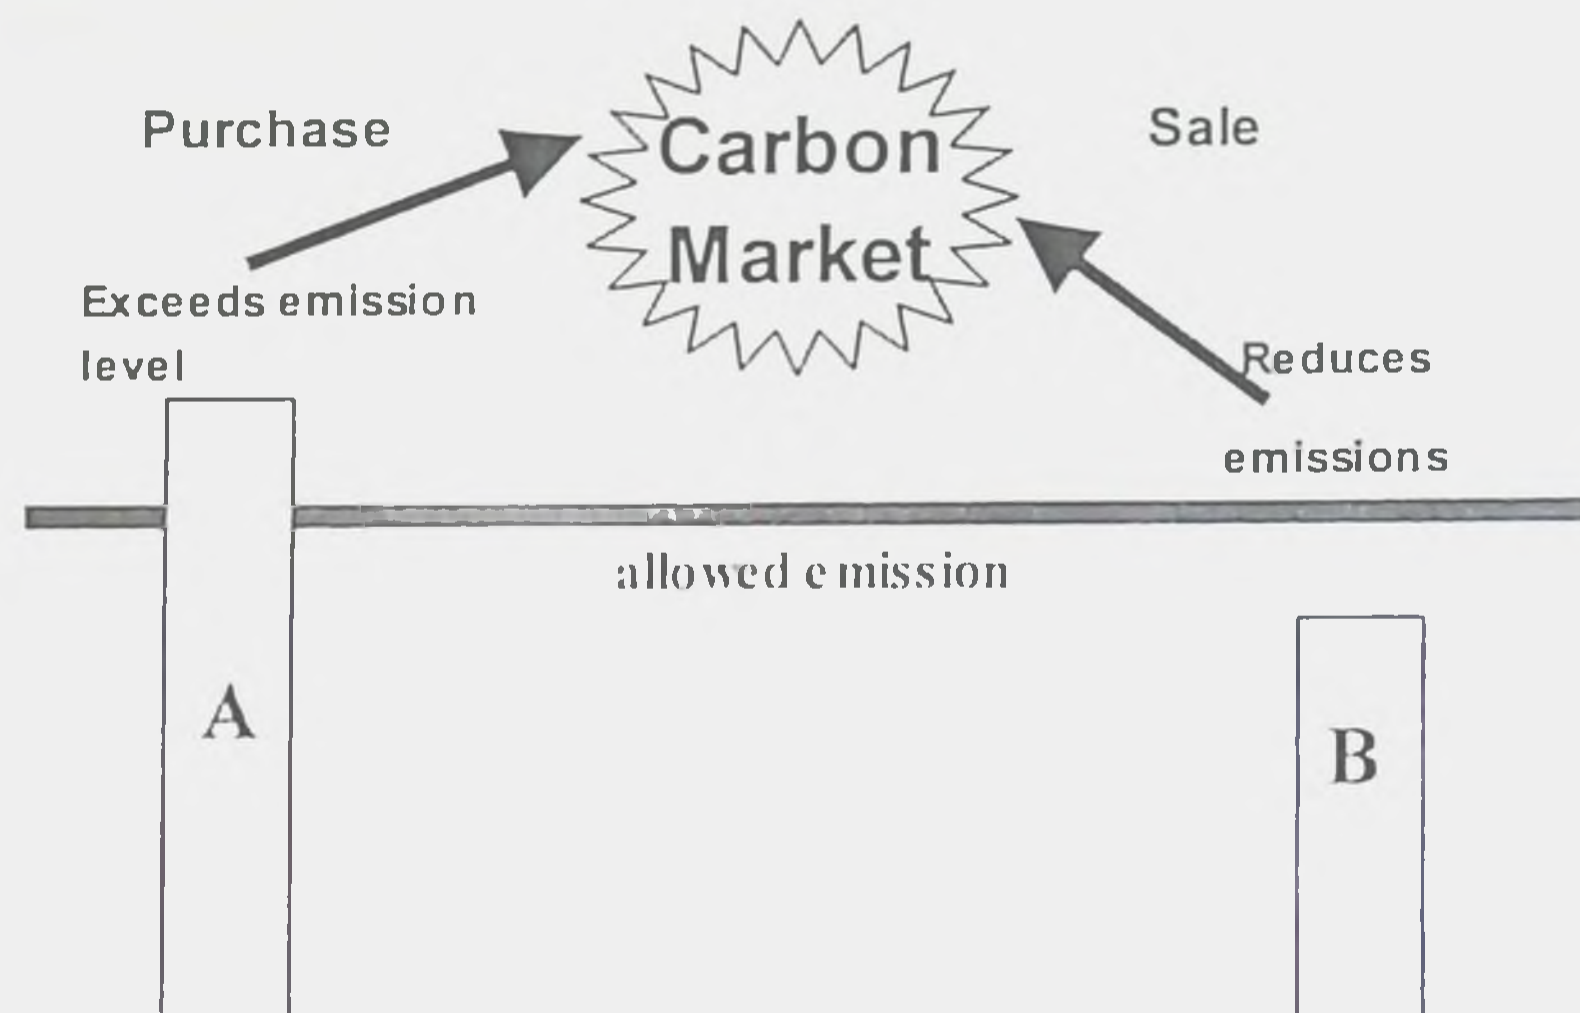 Purchase
Carbon
Market
Sale
Exceeds emission
level
Reduces
emissions
allowed emission
A
B